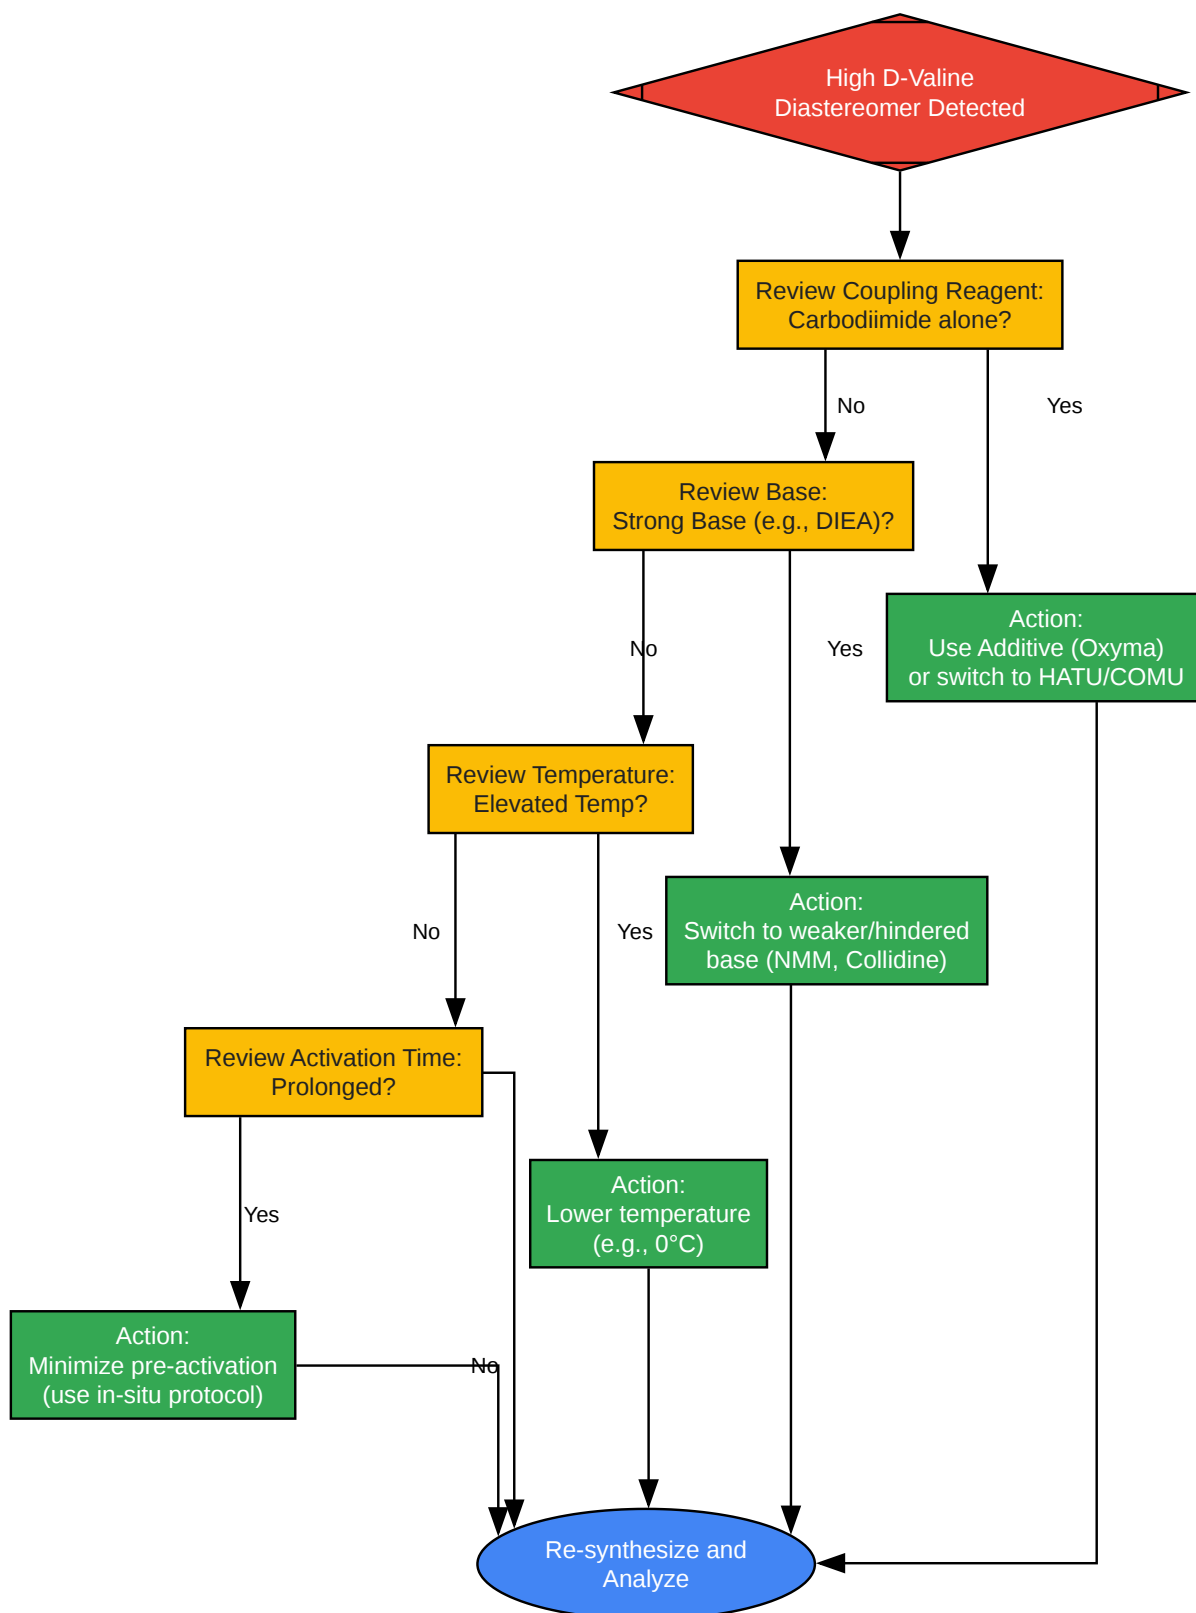 High D-Valine
Diastereomer Detected
Review Coupling Reagent:
Carbodiimide alone?
No
Yes
Review Base:
Strong Base (e.g., DIEA)?
Action:
Use Additive (Oxyma)
or switch to HATU/COMU
No
Yes
Review Temperature:
Elevated Temp?
Action:
Switch to weaker/hindered
base (NMM, Collidine)
No
Yes
Review Activation Time:
Prolonged?
Action:
Lower temperature
(e.g., 0°C)
Yes
Action:
Minimize pre-activation
(use in-situ protocol)
No
Re-synthesize and
Analyze